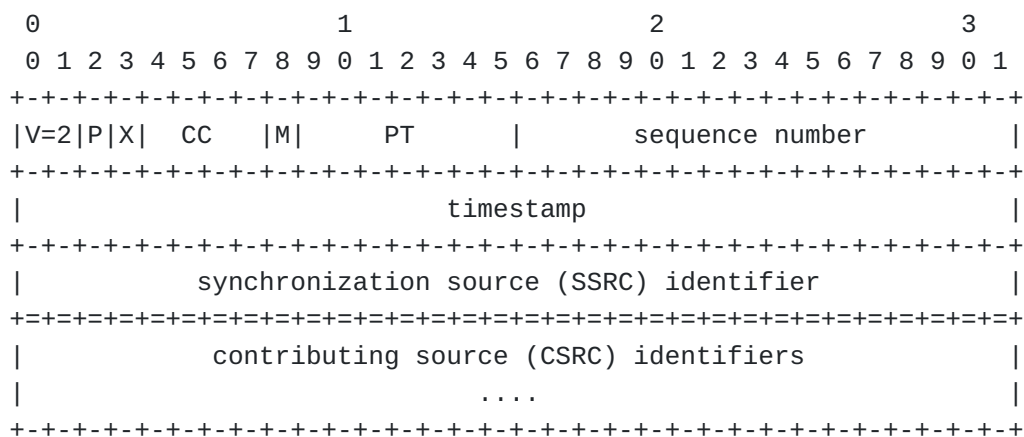 0                   1                   2                   3
 0 1 2 3 4 5 6 7 8 9 0 1 2 3 4 5 6 7 8 9 0 1 2 3 4 5 6 7 8 9 0 1
+-+-+-+-+-+-+-+-+-+-+-+-+-+-+-+-+-+-+-+-+-+-+-+-+-+-+-+-+-+-+-+-+
|V=2|P|X|  CC   |M|     PT      |       sequence number         |
+-+-+-+-+-+-+-+-+-+-+-+-+-+-+-+-+-+-+-+-+-+-+-+-+-+-+-+-+-+-+-+-+
|                           timestamp                           |
+-+-+-+-+-+-+-+-+-+-+-+-+-+-+-+-+-+-+-+-+-+-+-+-+-+-+-+-+-+-+-+-+
|           synchronization source (SSRC) identifier            |
+=+=+=+=+=+=+=+=+=+=+=+=+=+=+=+=+=+=+=+=+=+=+=+=+=+=+=+=+=+=+=+=+
|            contributing source (CSRC) identifiers             |
|                             ....                              |
+-+-+-+-+-+-+-+-+-+-+-+-+-+-+-+-+-+-+-+-+-+-+-+-+-+-+-+-+-+-+-+-+